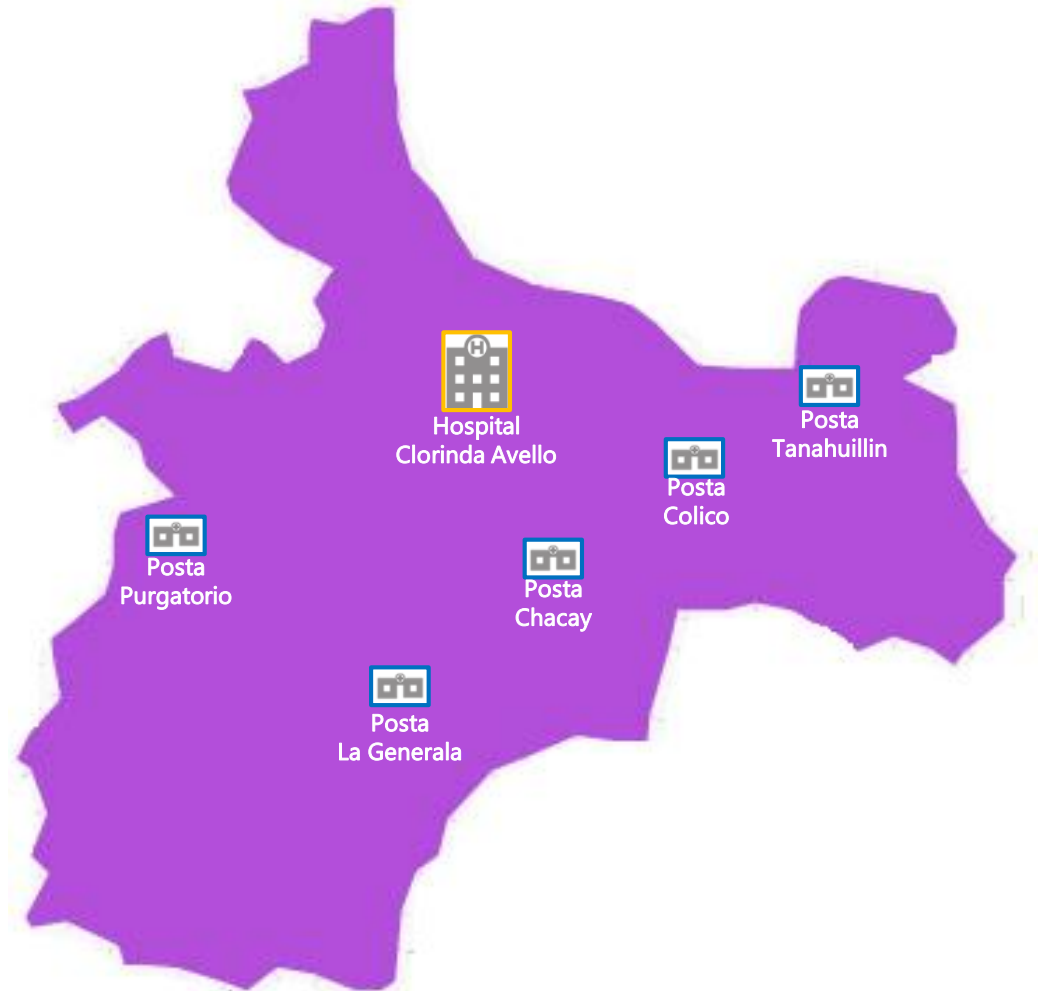 H
Hospital
Clorinda Avello
Posta
Tanahuillin
Posta
Colico
Posta
Purgatorio
Posta
Chacay
Posta
La Generala